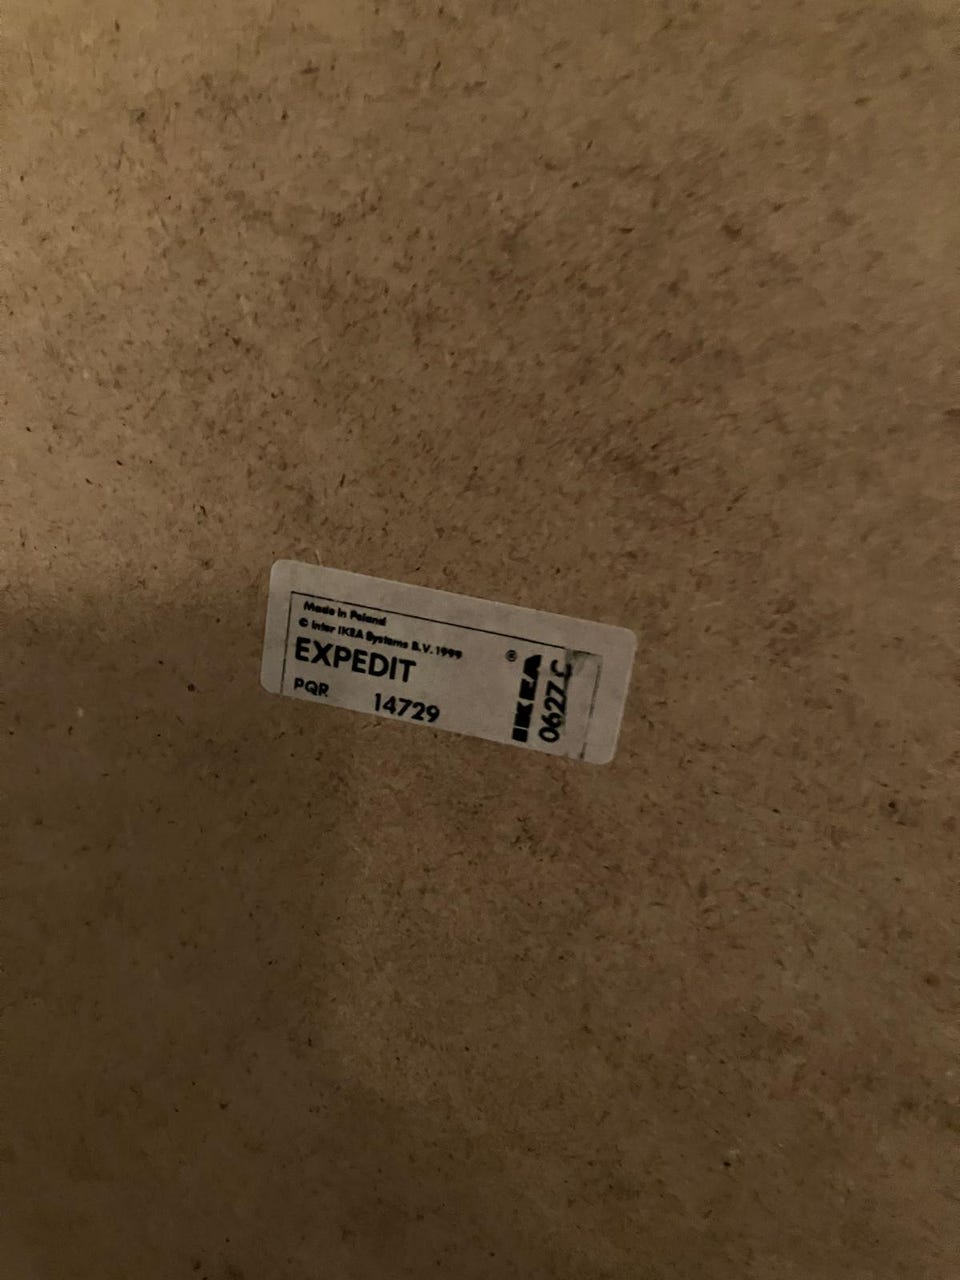 Made in Poland
© Inter IKEA Systems B.V. 1999
EXPEDIT
PQR 14729
® IKEA
0627 C